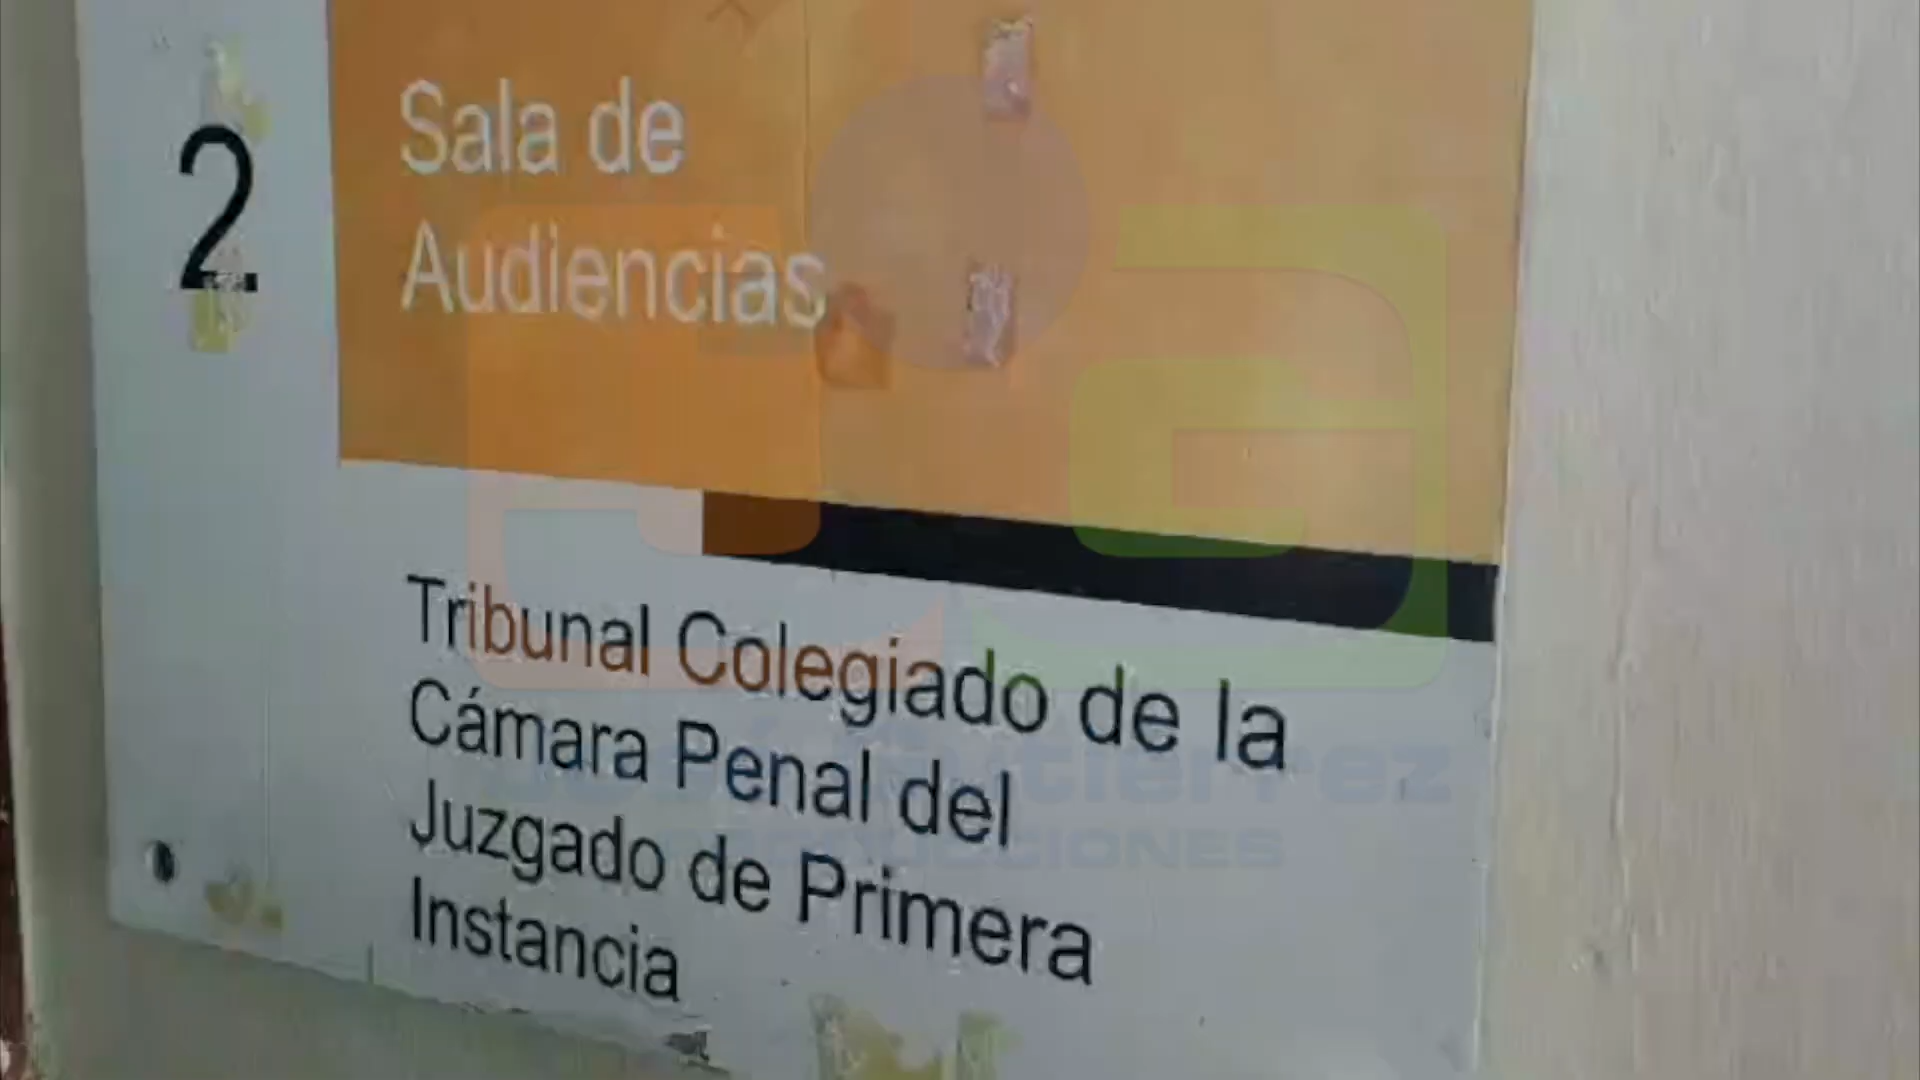 2
Sala de
Audiencias
Tribunal Colegiado de la
Cámara Penal del
Juzgado de Primera
Instancia